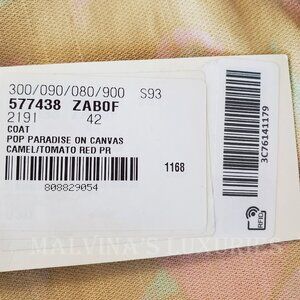 300/090/080/900 S93
577438 ZAB0F
2191 42
COAT
POP PARADISE ON CANVAS
CAMEL/TOMATO RED PR
1168
808829054
3C76141179
RFID
MALVINA'S LUXURIES